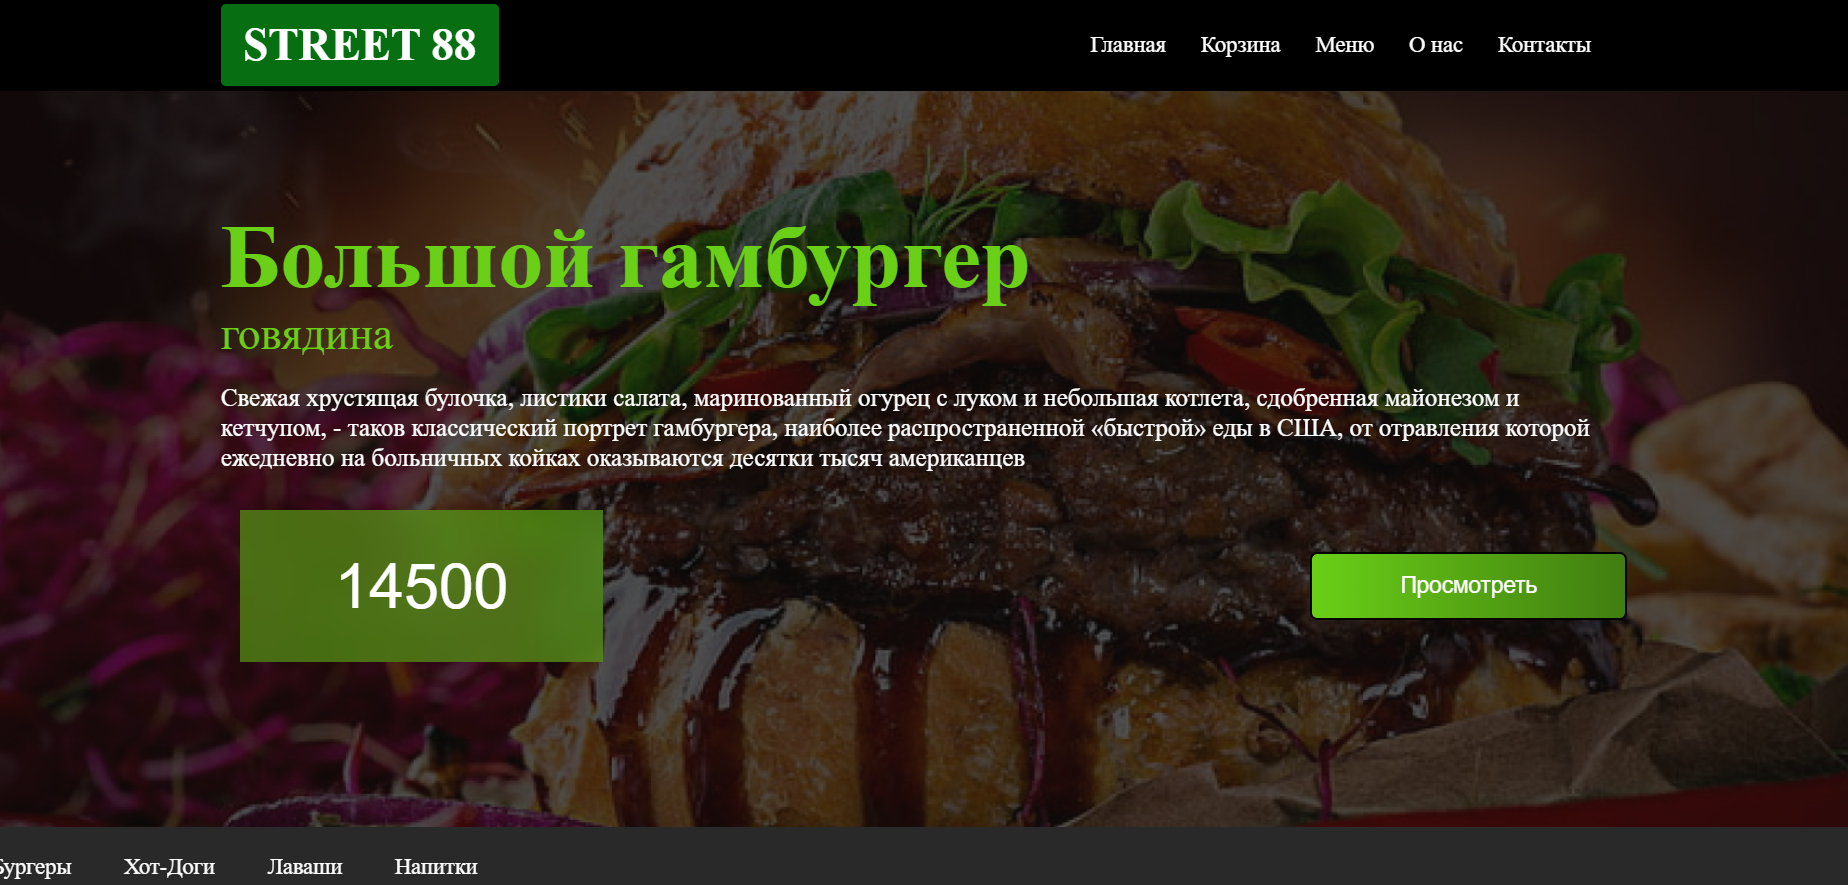 STREET 88
Главная Корзина Меню О нас Контакты
Большой гамбургер
говядина
Свежая хрустящая булочка, листики салата, маринованный огурец с луком и небольшая котлета, сдобренная майонезом и
кетчупом, - таков классический портрет гамбургера, наиболее распространенной «быстрой» еды в США, от отравления которой
ежедневно на больничных койках оказываются десятки тысяч американцев
14500
Просмотреть
Бургеры Хот-Доги Лаваши Напитки